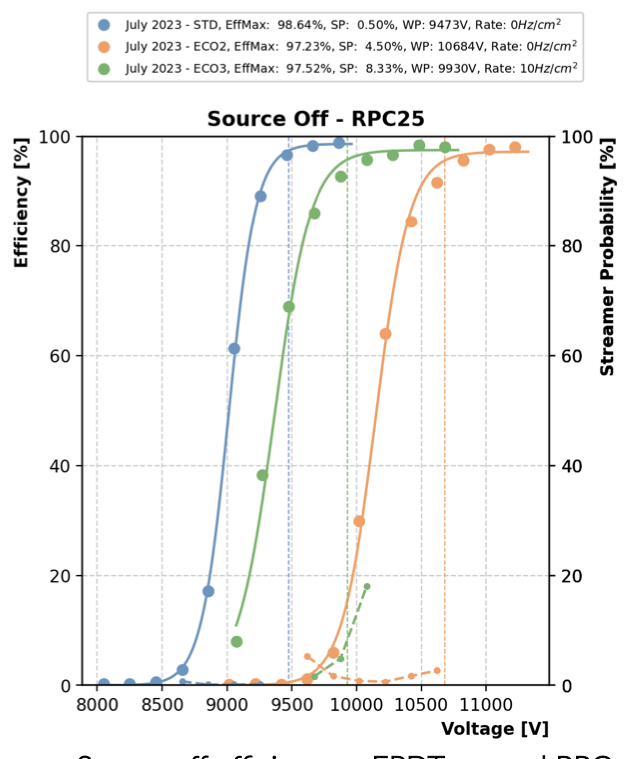 July 2023 - STD, EffMax: 98.64%, SP: 0.50%, WP: 9473V, Rate: 0Hz/cm²
July 2023 - ECO2, EffMax: 97.23%, SP: 4.50%, WP: 10684V, Rate: 0Hz/cm²
July 2023 - ECO3, EffMax: 97.52%, SP: 8.33%, WP: 9930V, Rate: 10Hz/cm²
Source Off - RPC25
Efficiency [%]
100
80
60
40
20
0
Streamer Probability [%]
100
80
60
40
20
0
8000 8500 9000 9500 10000 10500 11000
Voltage [V]